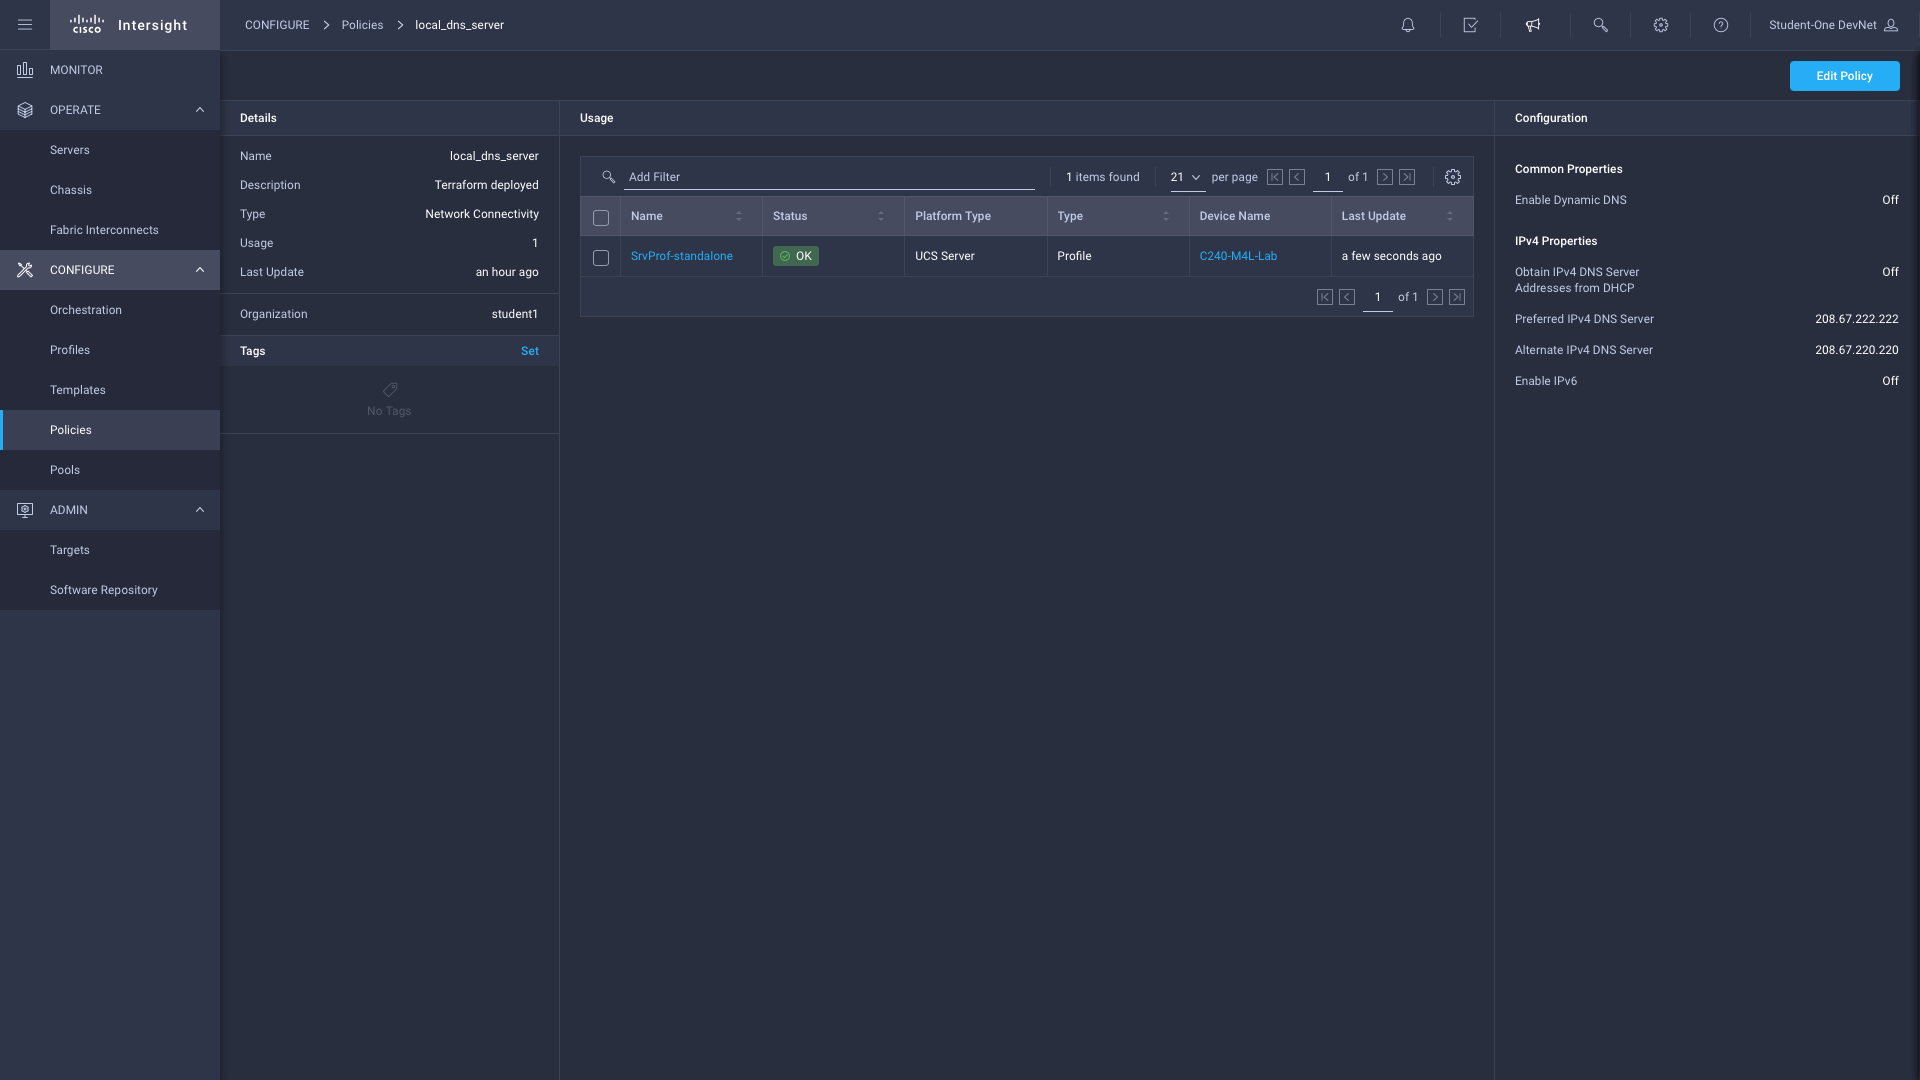 CISCO Intersight
CONFIGURE Policies local_dns_server
Student-One DevNet
MONITOR
OPERATE
Servers
Chassis
Fabric Interconnects
CONFIGURE
Orchestration
Profiles
Templates
Policies
Pools
ADMIN
Targets
Software Repository
Edit Policy
Details
Name local_dns_server
Description Terraform deployed
Type Network Connectivity
Usage 1
Last Update an hour ago
Organization student1
Tags Set
No Tags
Usage
Add Filter 1 items found 21 per page 1 of 1
Name Status Platform Type Type Device Name Last Update
SrvProf-standalone OK UCS Server Profile C240-M4L-Lab a few seconds ago
1 of 1
Configuration
Common Properties
Enable Dynamic DNS Off
IPv4 Properties
Obtain IPv4 DNS Server Off
Addresses from DHCP
Preferred IPv4 DNS Server 208.67.222.222
Alternate IPv4 DNS Server 208.67.220.220
Enable IPv6 Off